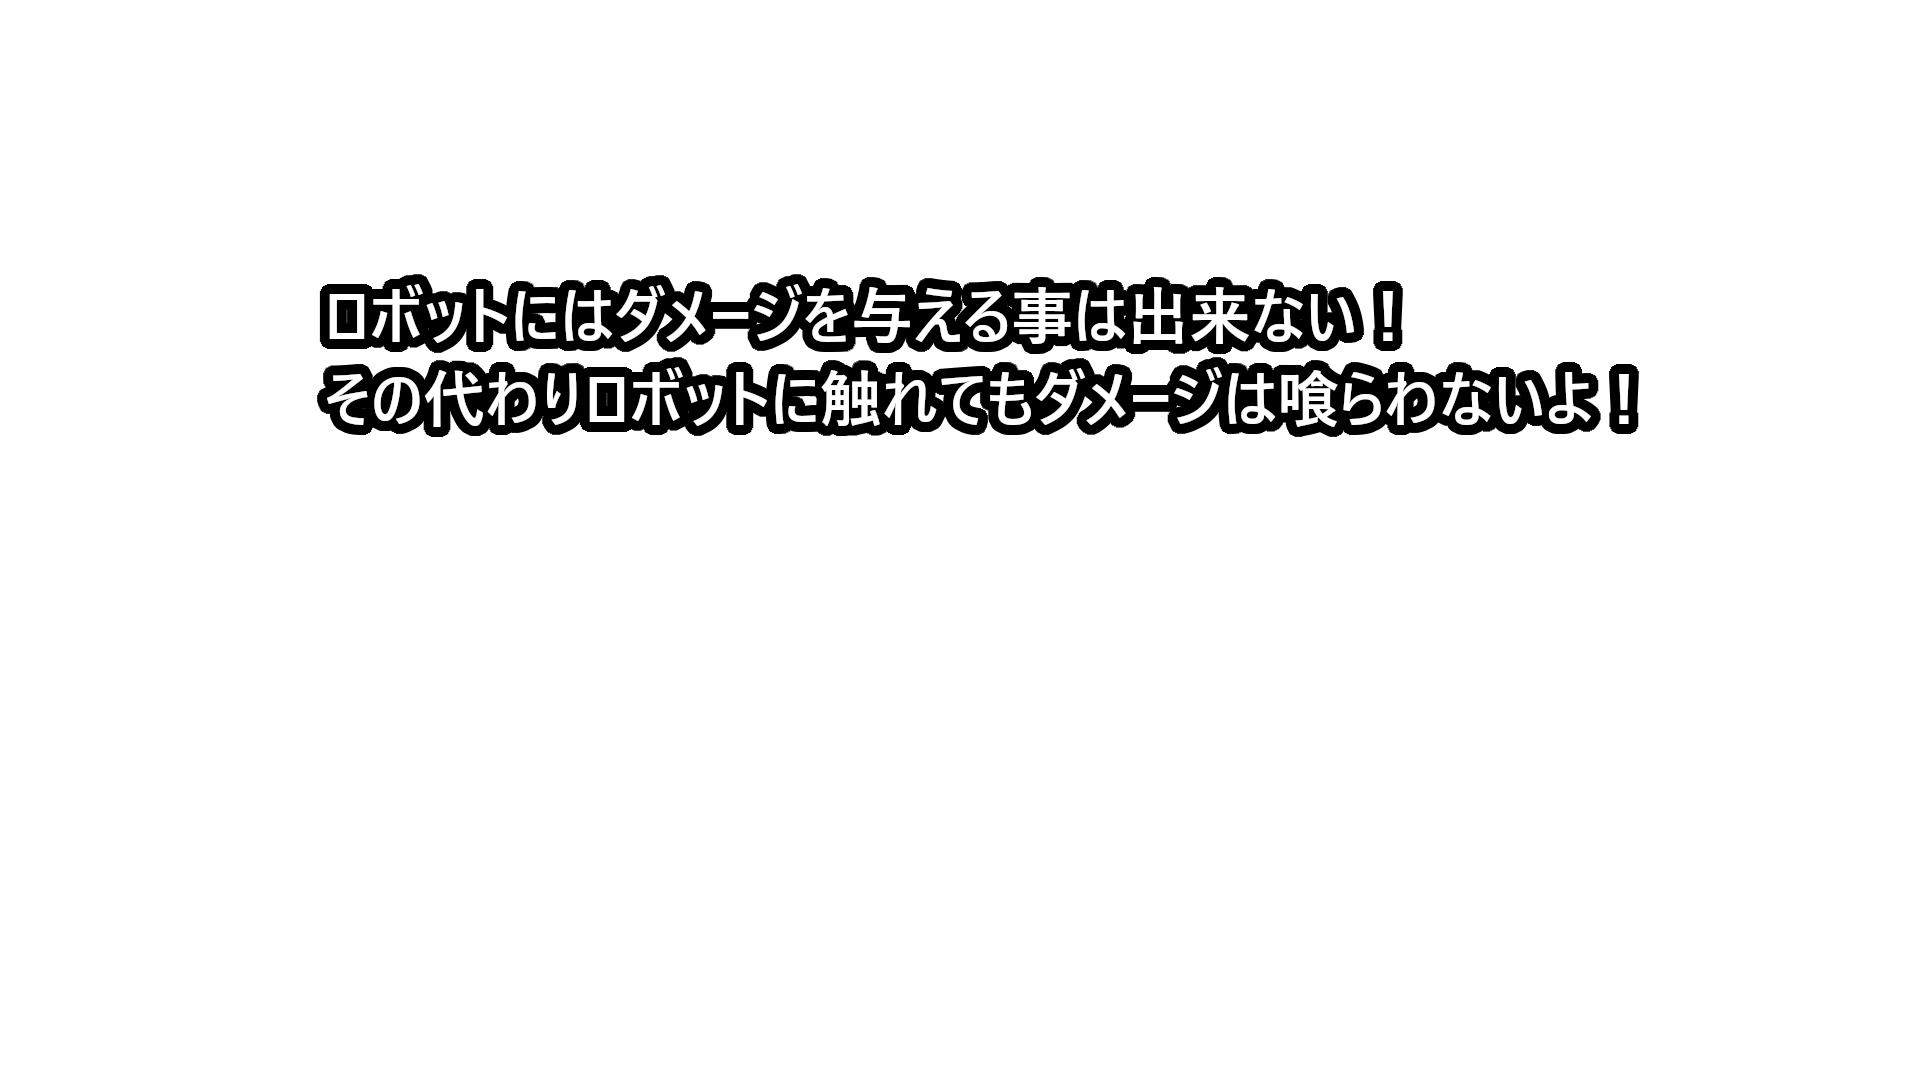 ロボットにはダメージを与える事は出来ない！
その代わりロボットに触れてもダメージは喰らわないよ！